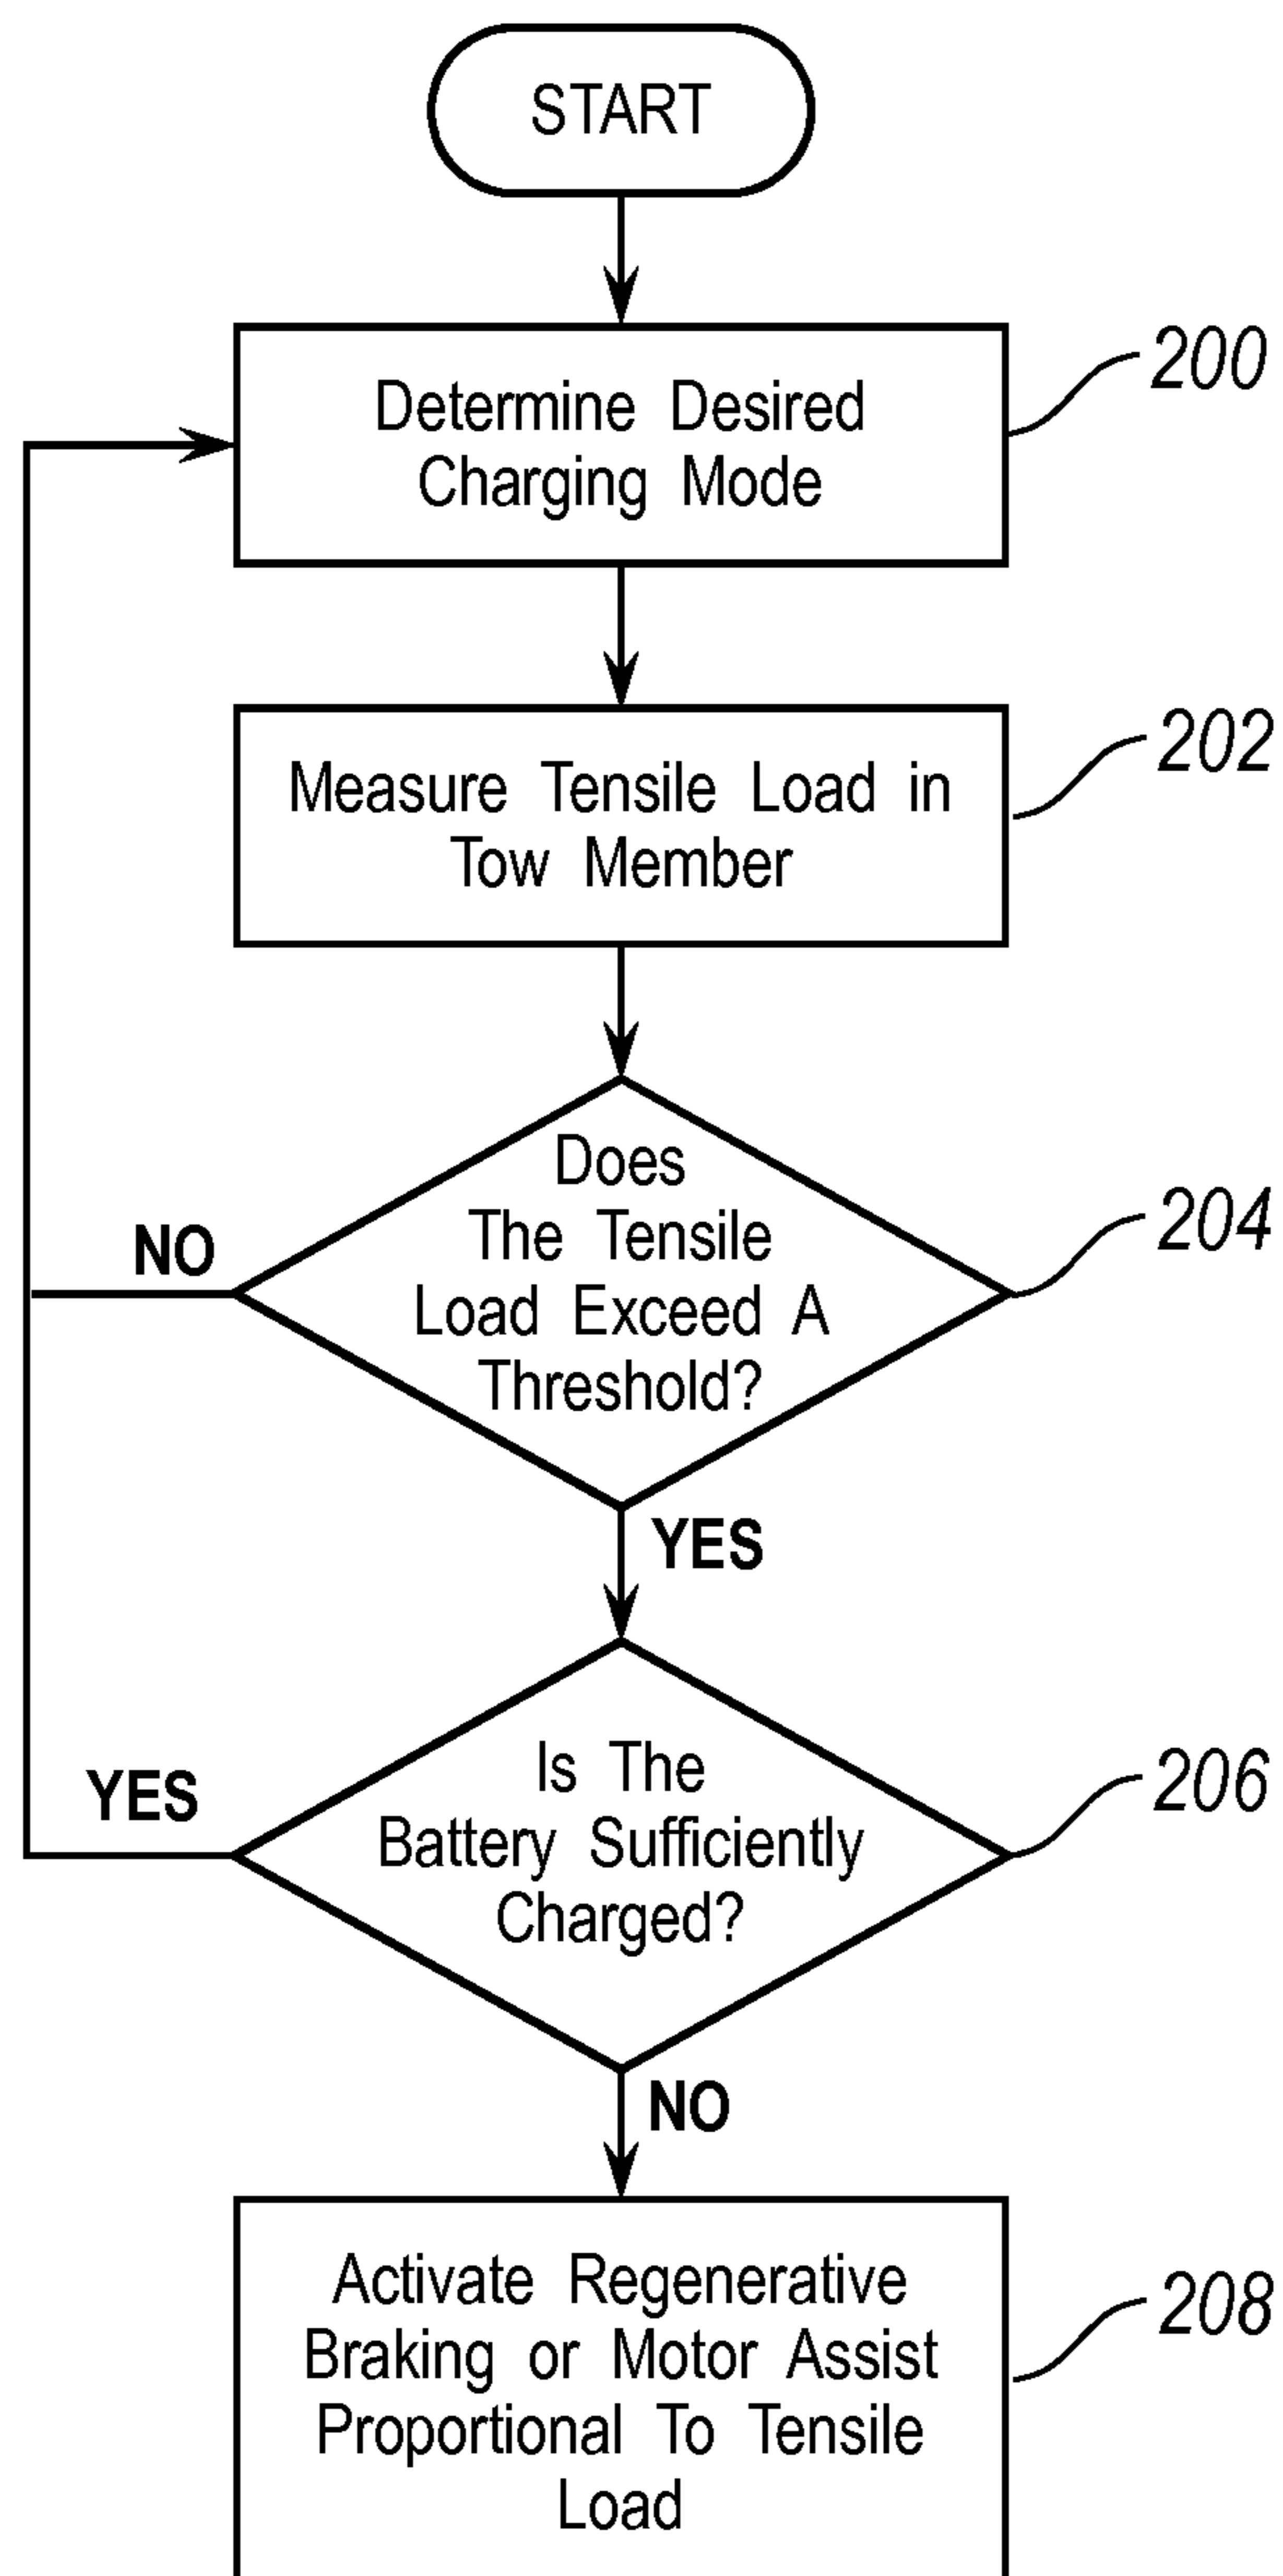 START
Determine Desired
Charging Mode
200
Measure Tensile Load in
Tow Member
202
Does
The Tensile
Load Exceed A
Threshold?
204
NO
YES
Is The
Battery Sufficiently
Charged?
206
YES
NO
Activate Regenerative
Braking or Motor Assist
Proportional To Tensile
Load
208